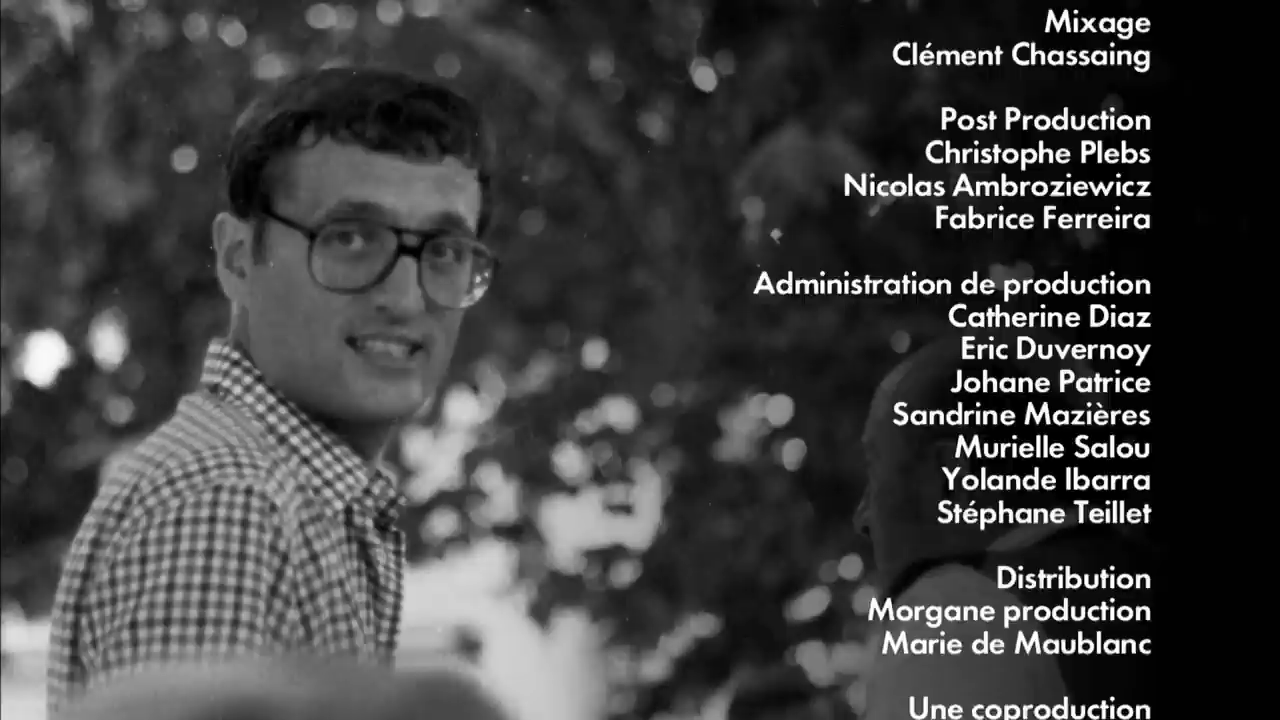 Mixage
Clément Chassaing
Post Production
Christophe Plebs
Nicolas Ambroziewicz
Fabrice Ferreira
Administration de production
Catherine Diaz
Eric Duvernoy
Johane Patrice
Sandrine Mazières
Murielle Salou
Yolande Ibarra
Stéphane Teillet
Distribution
Morgane production
Marie de Maublanc
Une coproduction